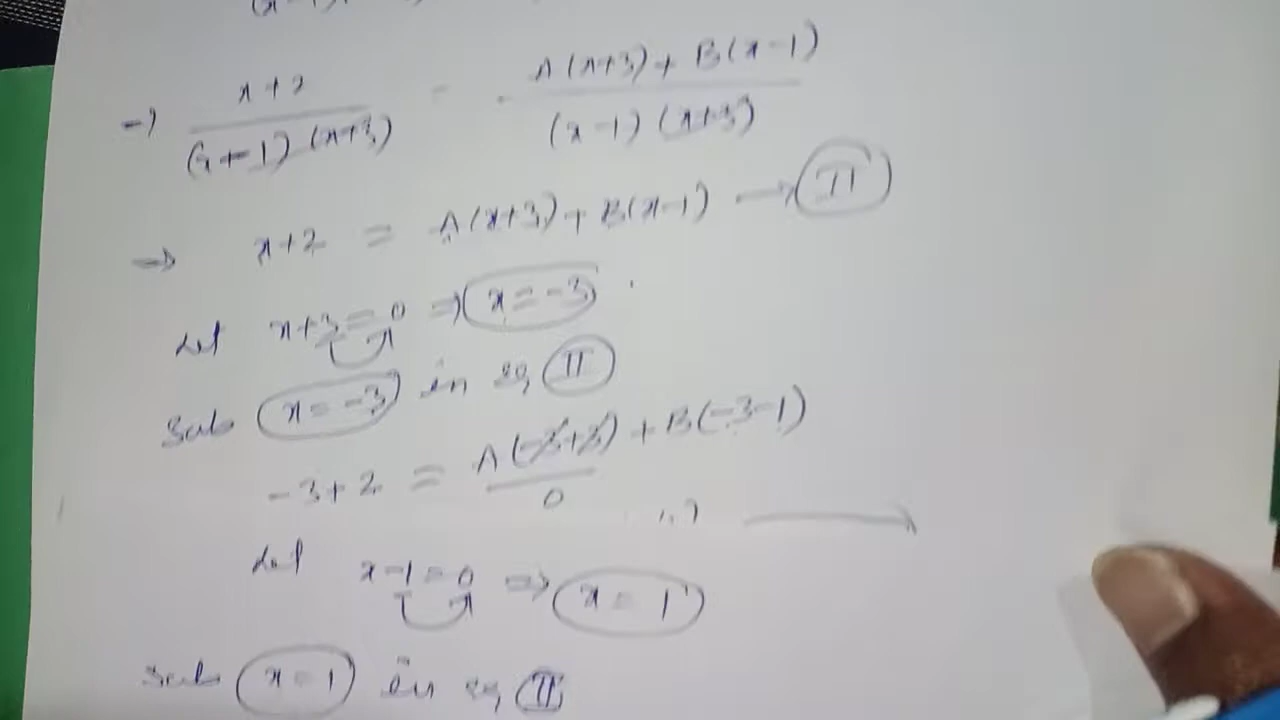 → x+2 / (x-1) (x+3) = A(x+3) + B(x-1) / (x-1) (x+3)
⇒ x+2 = A(x+3) + B(x-1) → II
Let x+3=0 ⇒ x=-3
Sub x=-3 in eq II
-3+2 = A(-3+3) + B(-3-1)
0
Let x-1=0 ⇒ x=1
Sub x=1 in eq II